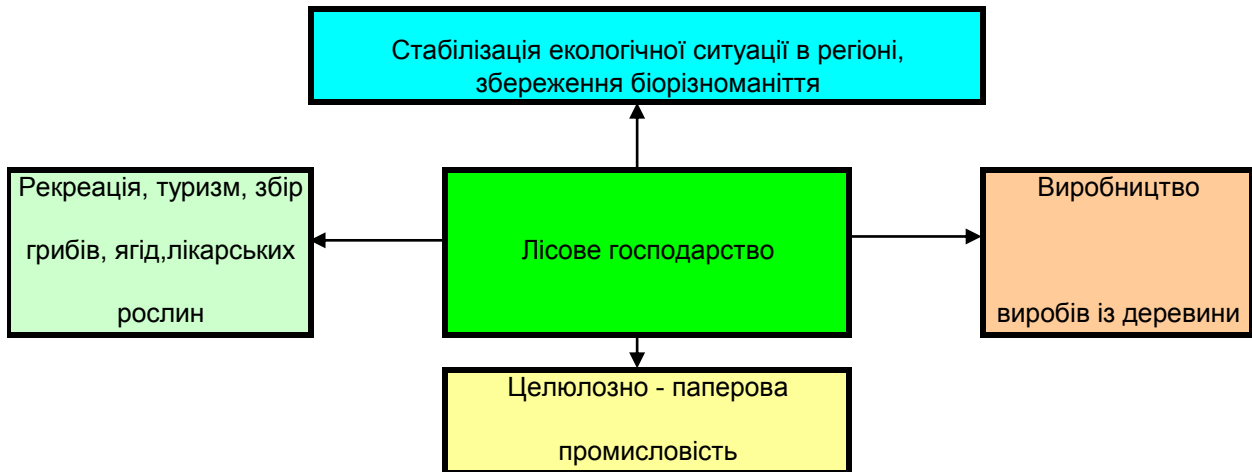 Стабілізація екологічної ситуації в регіоні,
збереження біорізноманіття
Рекреація, туризм, збір
грибів, ягід,лікарських
рослин
Лісове господарство
Виробництво
виробів із деревини
Целюлозно - паперова
промисловість